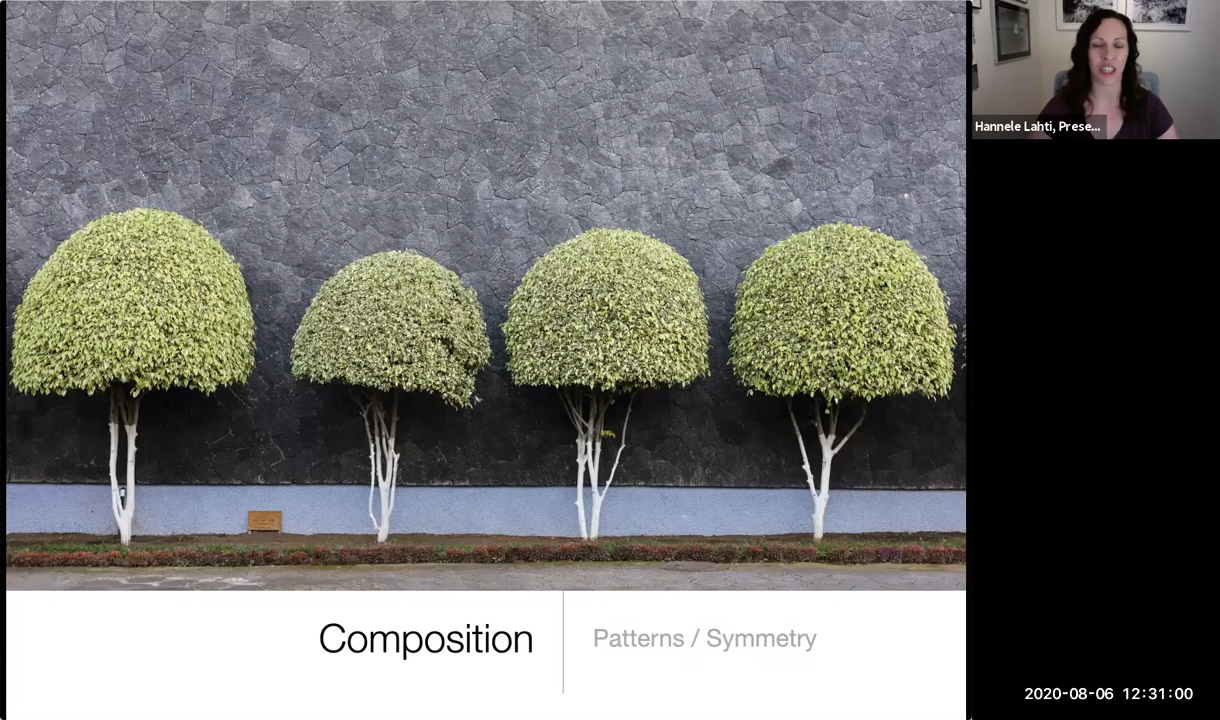 Hannele Lahti, Prese...
Composition
Patterns / Symmetry
2020-08-06 12:31:00